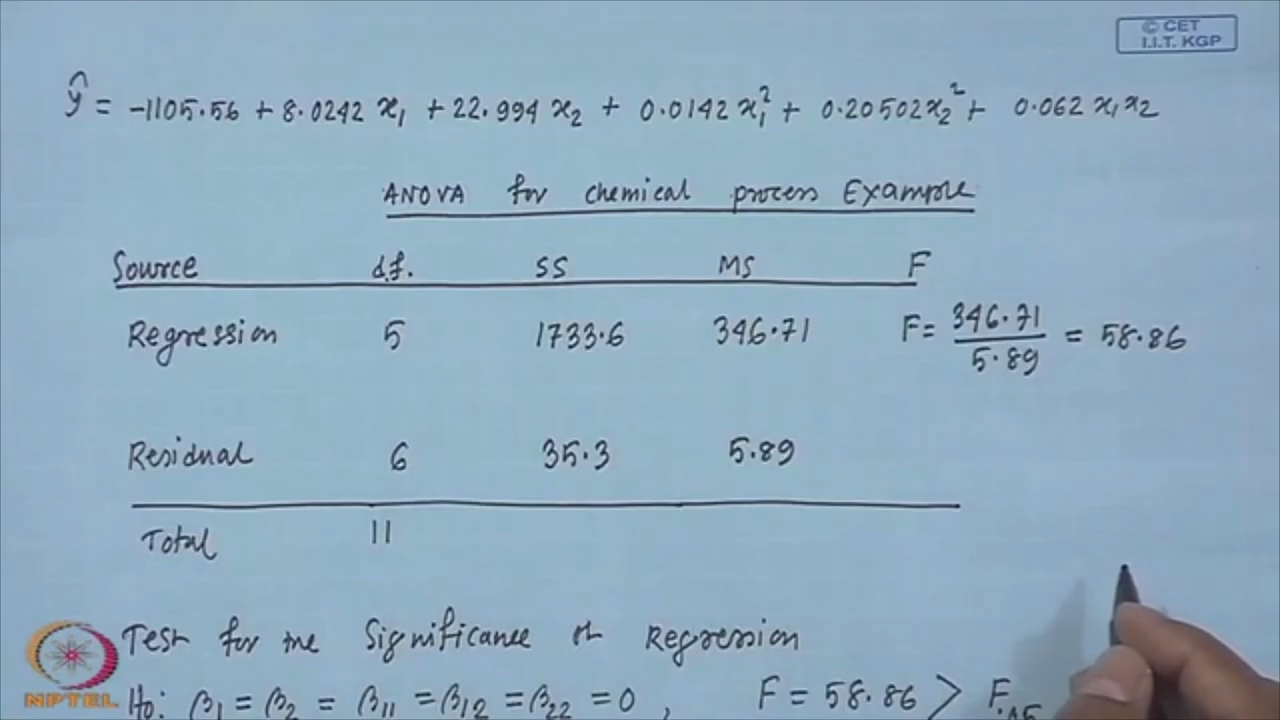 © CET
I.I.T. KGP
ŷ = -1105.56 + 8.0242 x₁ + 22.994 x₂ + 0.0142 x₁² + 0.20502 x₂² + 0.062 x₁x₂
ANOVA for chemical process Example
Source d.f. SS MS F
Regression 5 1733.6 346.71 F = 346.71 / 5.89 = 58.86
Residual 6 35.3 5.89
Total 11
Test for the Significance of Regression
H₀: β₁ = β₂ = β₁₁ = β₁₂ = β₂₂ = 0 , F = 58.86 > F.05
NPTEL